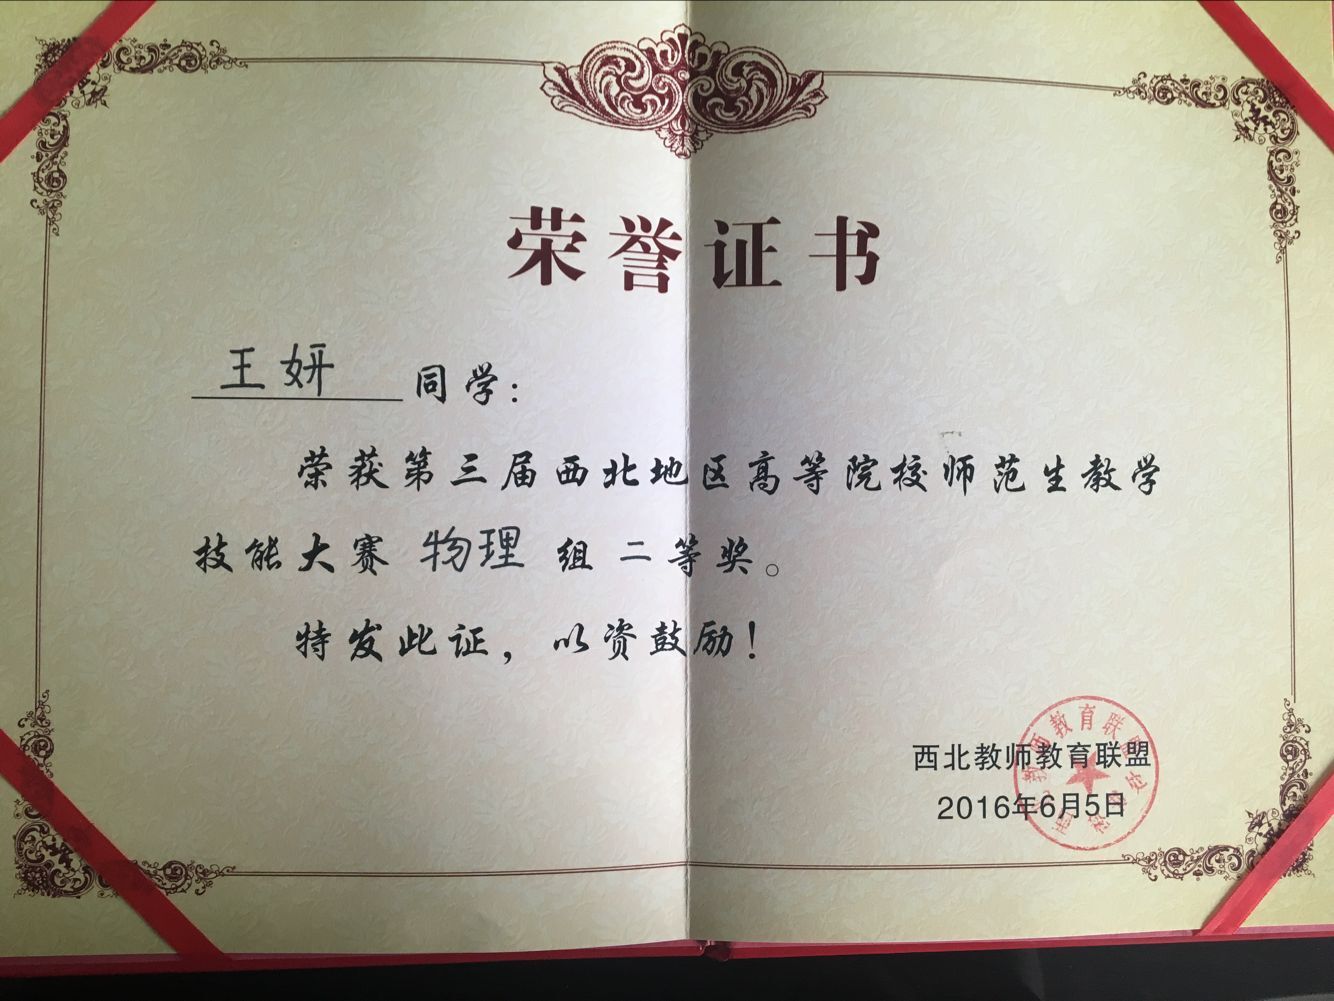 荣誉证书
王妍 同学：
荣获第三届西北地区高等院校师范生教学
技能大赛 物理 组 二等奖。
特发此证，以资鼓励！
西北教师教育联盟
2016年6月5日